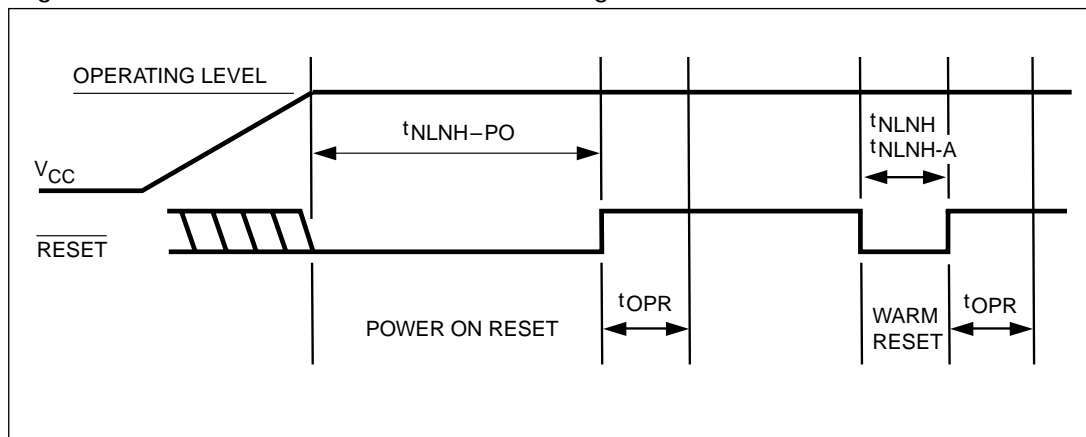 OPERATING LEVEL
tNLNH–PO
tNLNH
tNLNH-A
VCC
RESET
tOPR
POWER ON RESET
WARM
RESET
tOPR